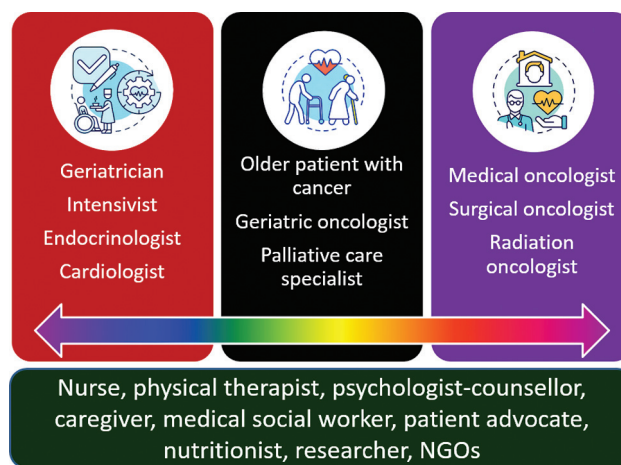 Geriatrician
Intensivist
Endocrinologist
Cardiologist
Older patient with
cancer
Geriatric oncologist
Palliative care
specialist
Medical oncologist
Surgical oncologist
Radiation
oncologist
Nurse, physical therapist, psychologist-counsellor,
caregiver, medical social worker, patient advocate,
nutritionist, researcher, NGOs